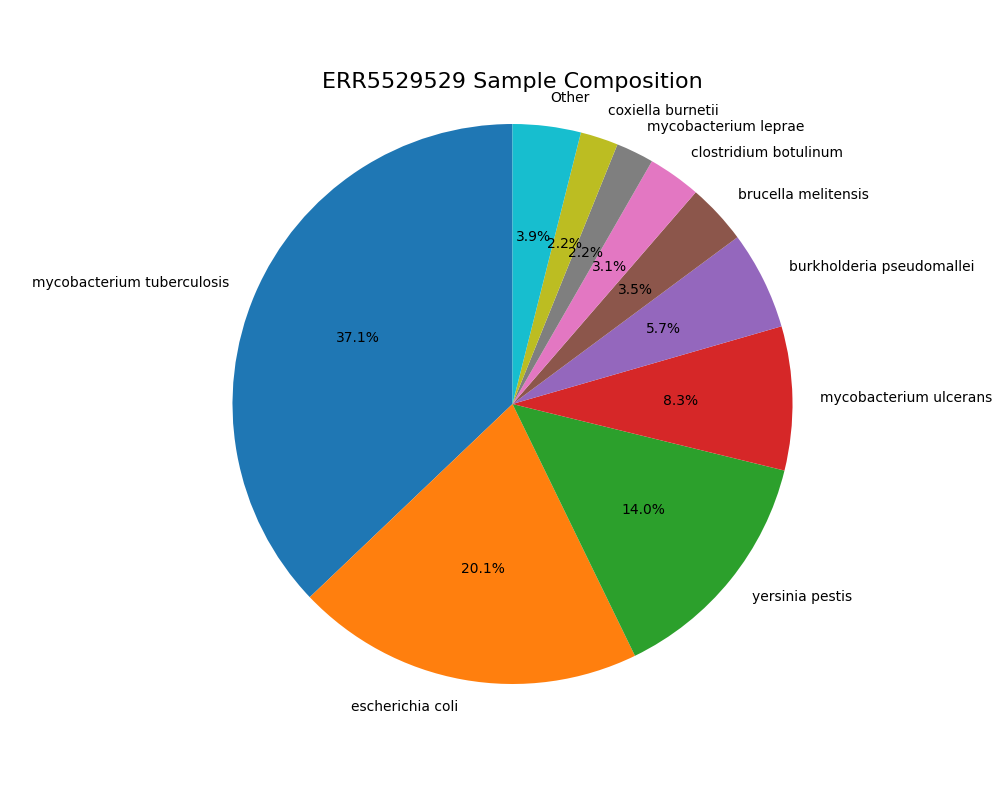 ERR5529529 Sample Composition
Other
coxiella burnetii
mycobacterium leprae
clostridium botulinum
brucella melitensis
burkholderia pseudomallei
mycobacterium ulcerans
yersinia pestis
escherichia coli
mycobacterium tuberculosis
3.9%
2.2%
2.2%
3.1%
3.5%
5.7%
8.3%
14.0%
20.1%
37.1%